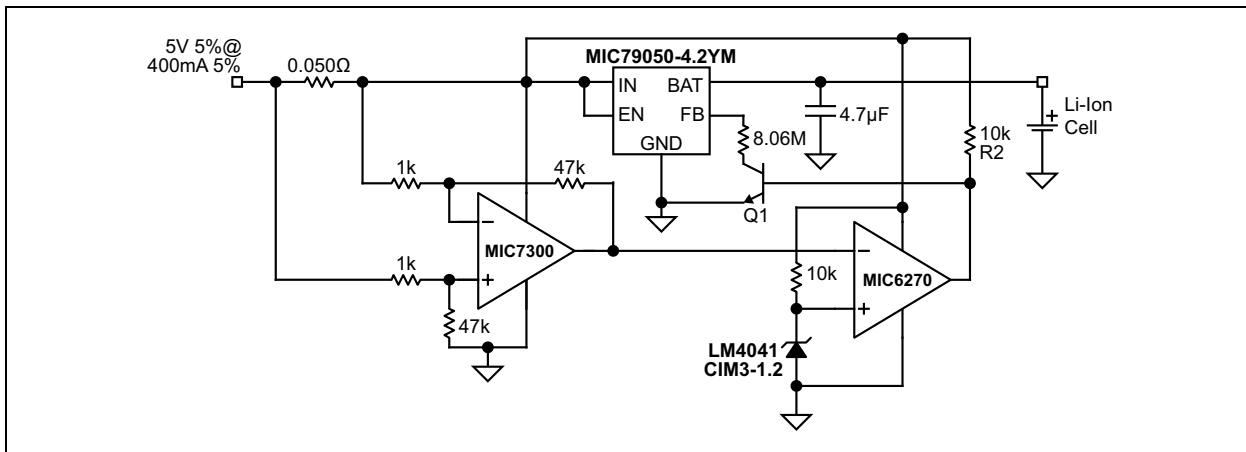 5V 5%@
400mA 5%
0.050Ω
MIC79050-4.2YM
IN
BAT
EN
FB
GND
4.7µF
Li-Ion
Cell
+
8.06M
10k
R2
1k
47k
Q1
−
MIC7300
+
1k
47k
10k
−
MIC6270
+
LM4041
CIM3-1.2